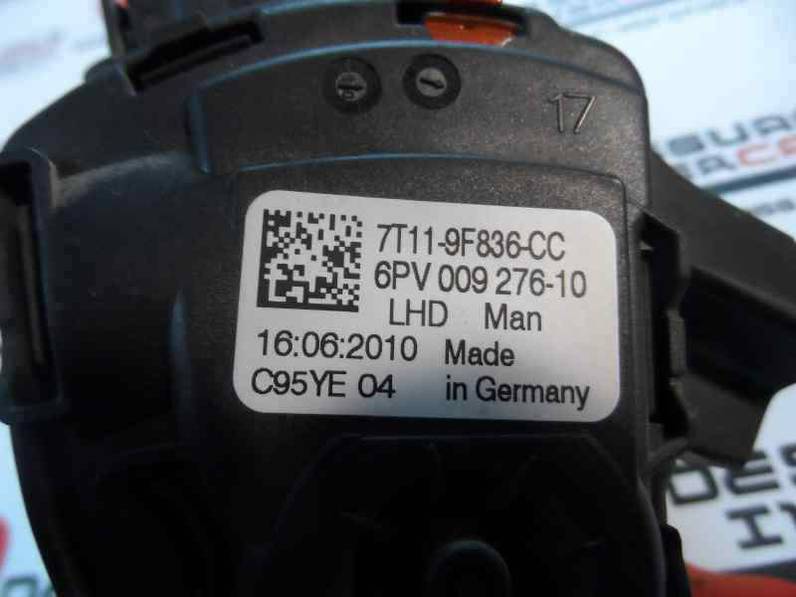 17
7T11-9F836-CC
6PV 009 276-10
LHD Man
16:06:2010 Made
C95YE 04 in Germany